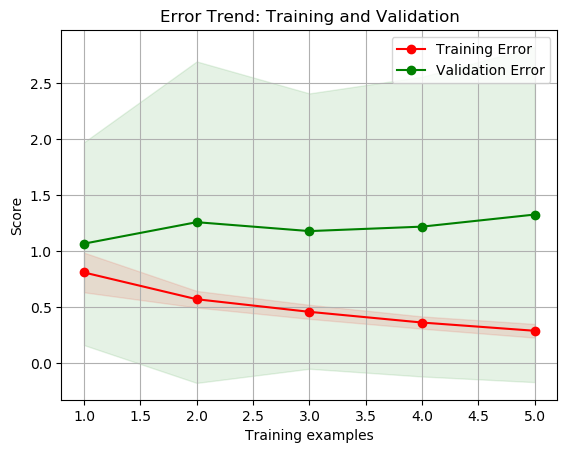 Error Trend: Training and Validation
Training Error
Validation Error
Score
2.5
2.0
1.5
1.0
0.5
0.0
1.0 1.5 2.0 2.5 3.0 3.5 4.0 4.5 5.0
Training examples